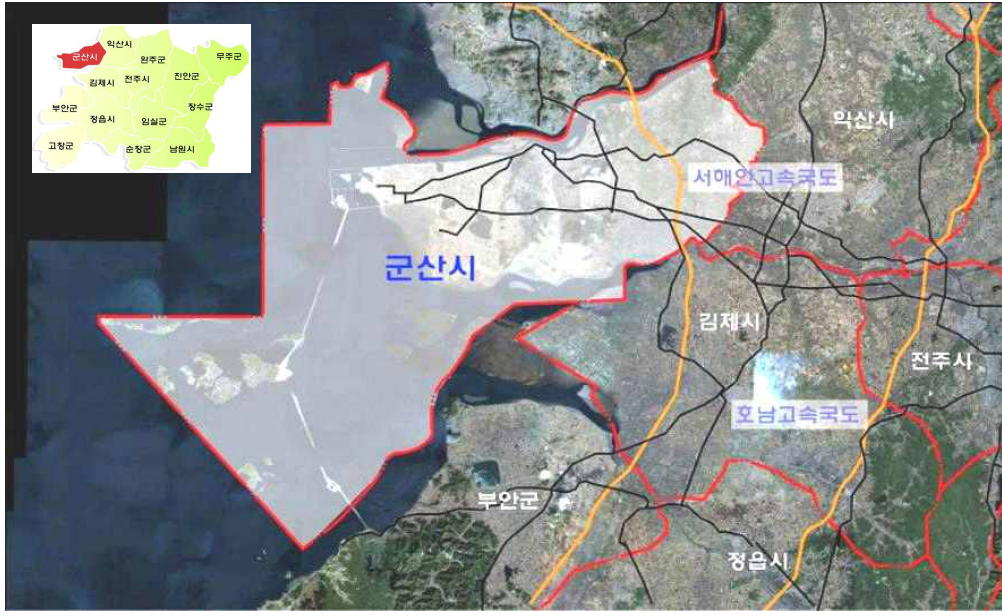 익산시
군산시
완주군
무주군
김제시
전주시
진안군
장수군
부안군
정읍시
임실군
고창군
순창군
남원시
익산시
서해안고속국도
군산시
김제시
전주시
호남고속국도
부안군
정읍시